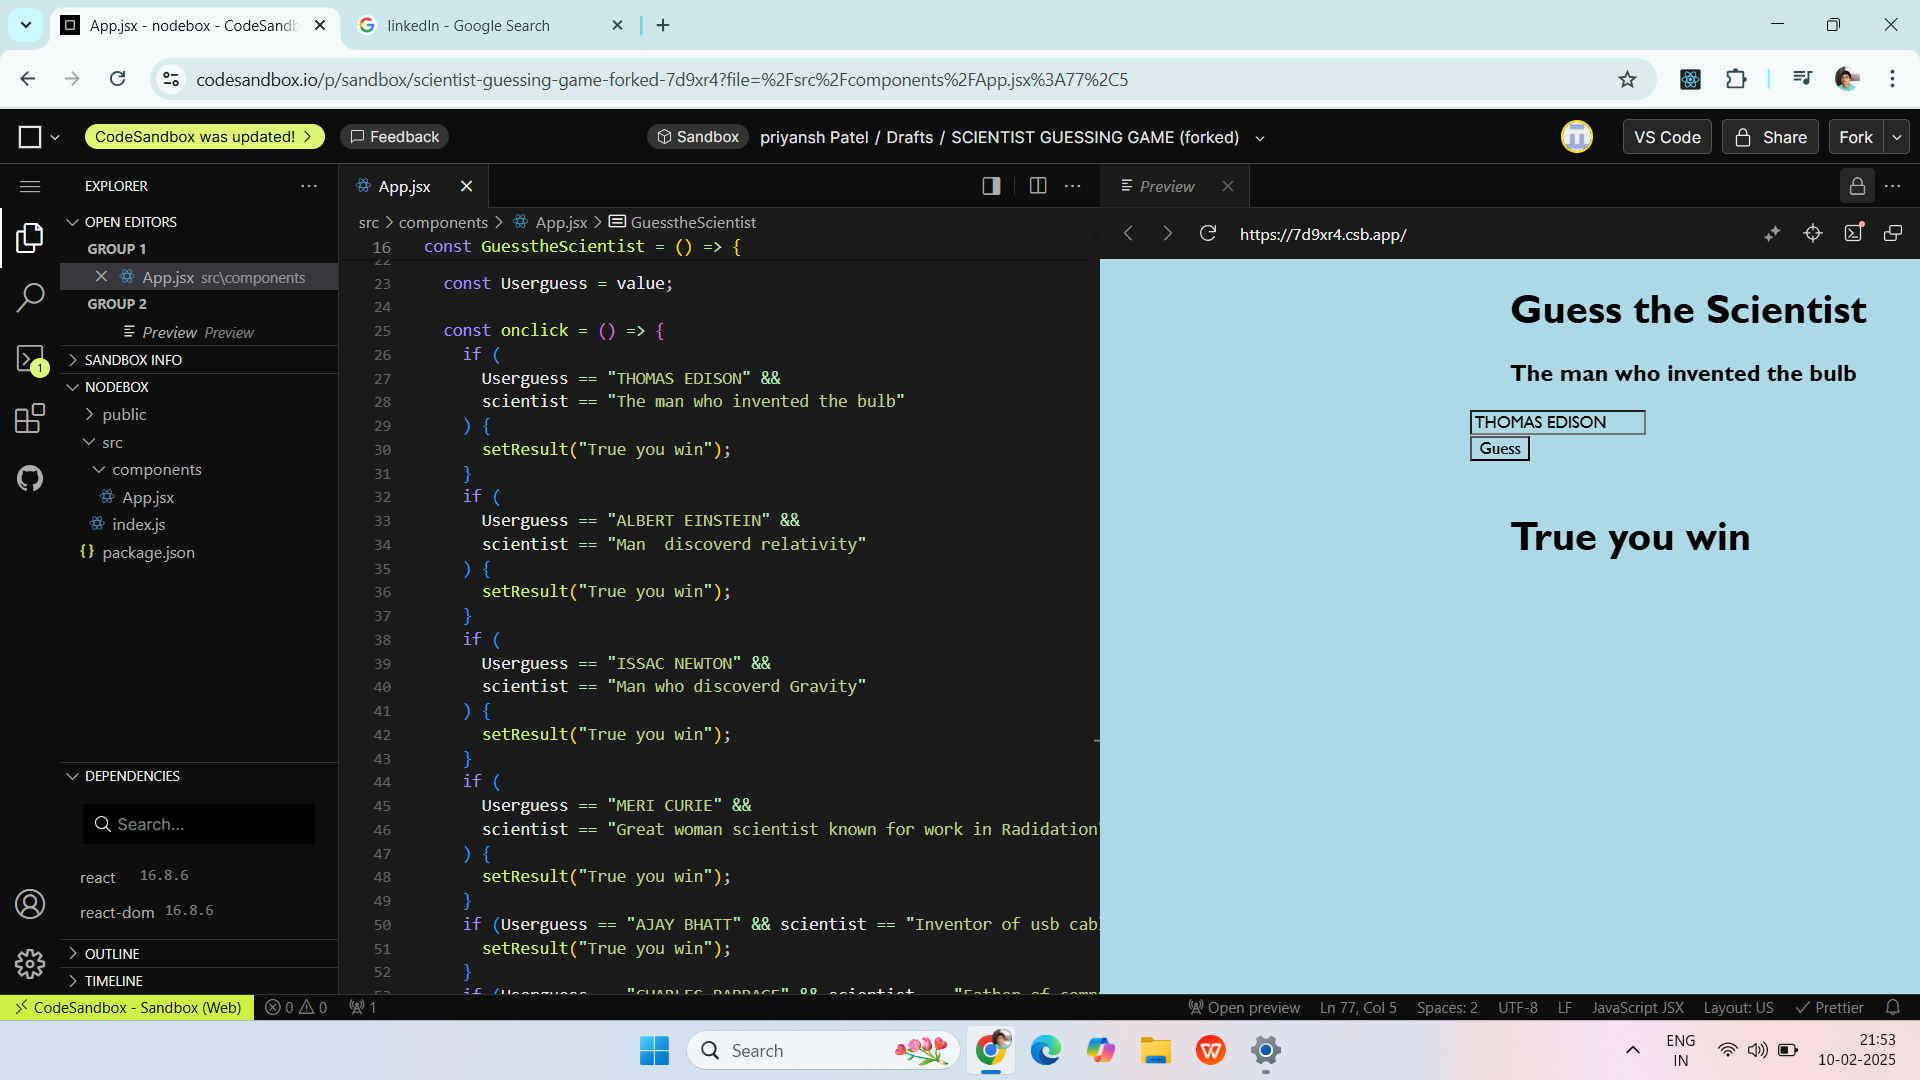 App.jsx - nodebox - CodeSandb
linkedIn - Google Search
codesandbox.io/p/sandbox/scientist-guessing-game-forked-7d9xr4?file=%2Fsrc%2Fcomponents%2FApp.jsx%3A77%2C5
CodeSandbox was updated!
Feedback
Sandbox
priyansh Patel / Drafts / SCIENTIST GUESSING GAME (forked)
VS Code
Share
Fork
EXPLORER
OPEN EDITORS
GROUP 1
App.jsx src\components
GROUP 2
Preview Preview
SANDBOX INFO
NODEBOX
public
src
components
App.jsx
index.js
{} package.json
DEPENDENCIES
Search...
react 16.8.6
react-dom 16.8.6
OUTLINE
TIMELINE
1
App.jsx
src > components > App.jsx > GuesstheScientist
16 const GuesstheScientist = () => {
22
23 const Userguess = value;
24
25 const onclick = () => {
26 if (
27 Userguess == "THOMAS EDISON" &&
28 scientist == "The man who invented the bulb"
29 ) {
30 setResult("True you win");
31 }
32 if (
33 Userguess == "ALBERT EINSTEIN" &&
34 scientist == "Man  discoverd relativity"
35 ) {
36 setResult("True you win");
37 }
38 if (
39 Userguess == "ISSAC NEWTON" &&
40 scientist == "Man who discoverd Gravity"
41 ) {
42 setResult("True you win");
43 }
44 if (
45 Userguess == "MERI CURIE" &&
46 scientist == "Great woman scientist known for work in Radidation"
47 ) {
48 setResult("True you win");
49 }
50 if (Userguess == "AJAY BHATT" && scientist == "Inventor of usb cabl
51 setResult("True you win");
52 }
53 if (Userguess == "CHARLES BABBAGE" && scientist == "Father of comp
Preview
https://7d9xr4.csb.app/
Guess the Scientist
The man who invented the bulb
THOMAS EDISON
Guess
True you win
CodeSandbox - Sandbox (Web)
0
0
1
Open preview
Ln 77, Col 5
Spaces: 2
UTF-8
LF
JavaScript JSX
Layout: US
Prettier
Search
ENG
IN
21:53
10-02-2025